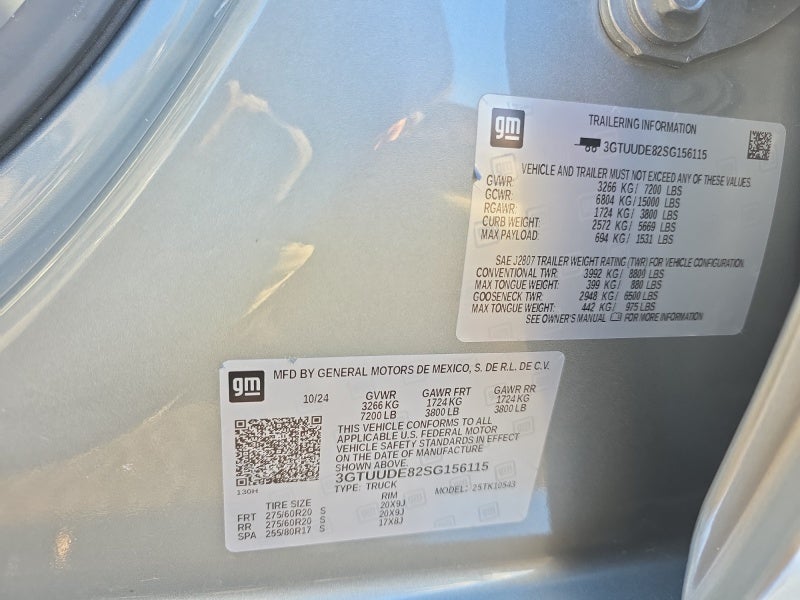 gm
TRAILERING INFORMATION
3GTUUDE82SG156115
VEHICLE AND TRAILER MUST NOT EXCEED ANY OF THESE VALUES
GVWR: 3266 KG/ 7200 LBS
GCWR: 6804 KG/ 15000 LBS
RGAWR: 1724 KG/ 3800 LBS
CURB WEIGHT: 2572 KG/ 5669 LBS
MAX PAYLOAD: 694 KG/ 1531 LBS
SAE J2807 TRAILER WEIGHT RATING (TWR) FOR VEHICLE CONFIGURATION.
CONVENTIONAL TWR: 3992 KG/ 8800 LBS
MAX TONGUE WEIGHT: 399 KG/ 880 LBS
GOOSENECK TWR: 2948 KG/ 6500 LBS
MAX TONGUE WEIGHT: 442 KG/ 975 LBS
SEE OWNER'S MANUAL FOR MORE INFORMATION
gm
MFD BY GENERAL MOTORS DE MEXICO, S. DE R.L. DE C.V.
10/24 GVWR GAWR FRT GAWR RR
3266 KG 1724 KG 1724 KG
7200 LB 3800 LB 3800 LB
THIS VEHICLE CONFORMS TO ALL
APPLICABLE U.S. FEDERAL MOTOR
VEHICLE SAFETY STANDARDS IN EFFECT
ON THE DATE OF MANUFACTURE
SHOWN ABOVE.
3GTUUDE82SG156115
130H TYPE: TRUCK MODEL: 25TK10543
TIRE SIZE RIM
FRT 275/60R20 S 20X9J
RR 275/60R20 S 20X9J
SPA 255/80R17 S 17X8J